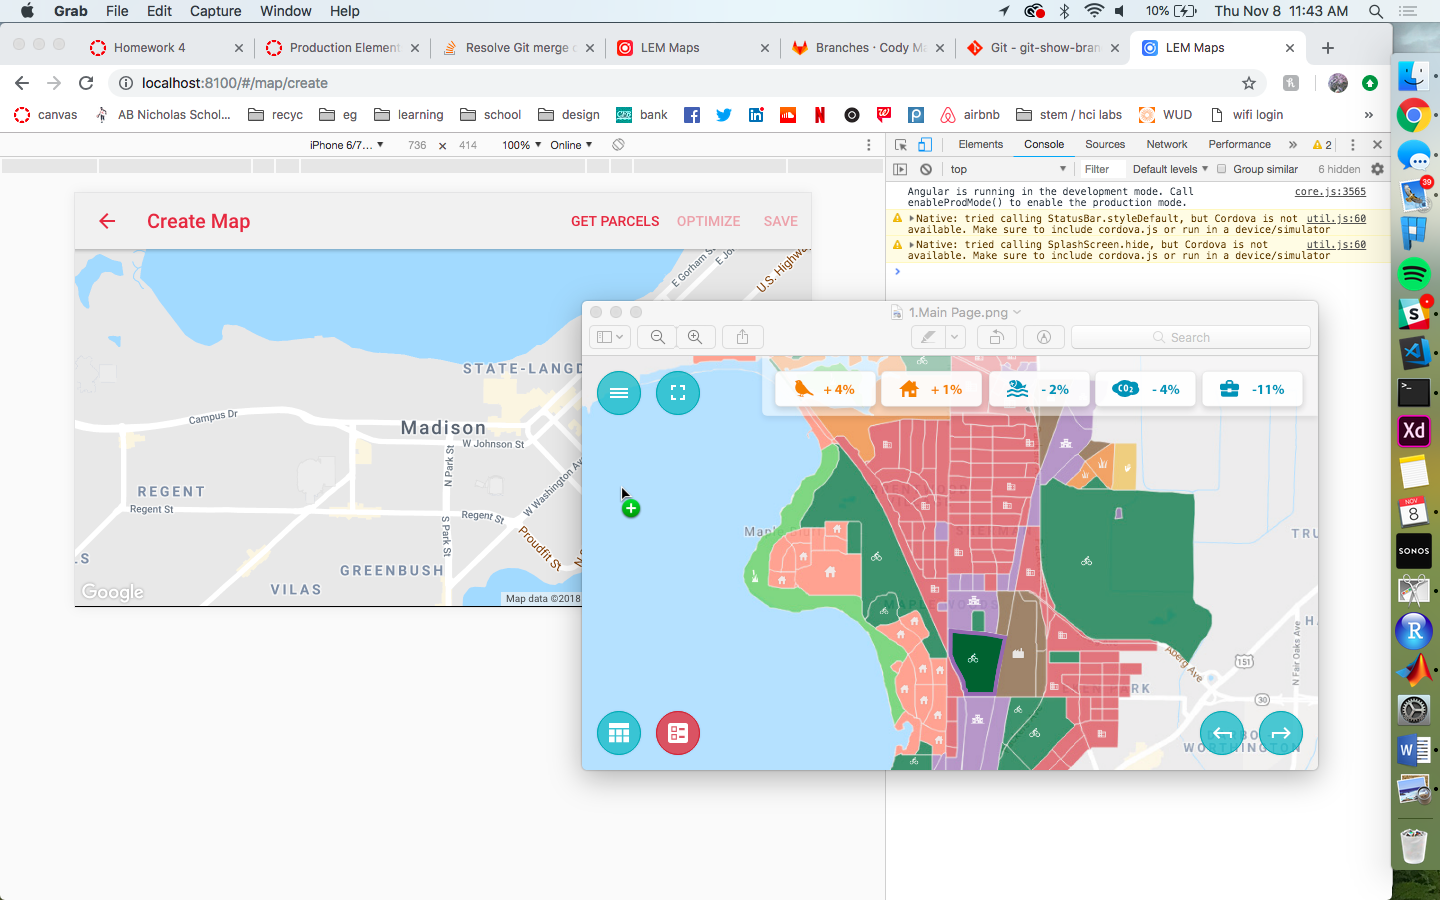 Grab File Edit Capture Window Help 10% Thu Nov 8 11:43 AM
Homework 4 Production Element Resolve Git merge LEM Maps Branches · Cody Ma Git - git-show-bran LEM Maps
localhost:8100/#/map/create
canvas AB Nicholas Schol... recyc eg learning school design bank airbnb stem / hci labs WUD wifi login »
iPhone 6/7... 736 × 414 100% Online
Elements Console Sources Network Performance » 2
top Filter Default levels Group similar 6 hidden
Angular is running in the development mode. Call core.js:3565
enableProdMode() to enable the production mode.
Native: tried calling StatusBar.styleDefault, but Cordova is not util.js:60
available. Make sure to include cordova.js or run in a device/simulator
Native: tried calling SplashScreen.hide, but Cordova is not util.js:60
available. Make sure to include cordova.js or run in a device/simulator
Create Map GET PARCELS OPTIMIZE SAVE
E Gorham St
U.S. Highwa
STATE-LANGD
Campus Dr
Madison
W Johnson St
N Park St
W Washington Ave
REGENT
Regent St
Regent St
S Park St
Proudfit St
GREENBUSH
VILAS
Google
Map data ©2018
1.Main Page.png
Search
+ 4% + 1% - 2% CO2 - 4% -11%
SHERMAN
MAPLE WOODS
TRU
Aberg Ave
N Fair Oaks Ave
151
30
PARK
WORTHINGTON
39
NOV
8
S
Xd
SONOS
R
W